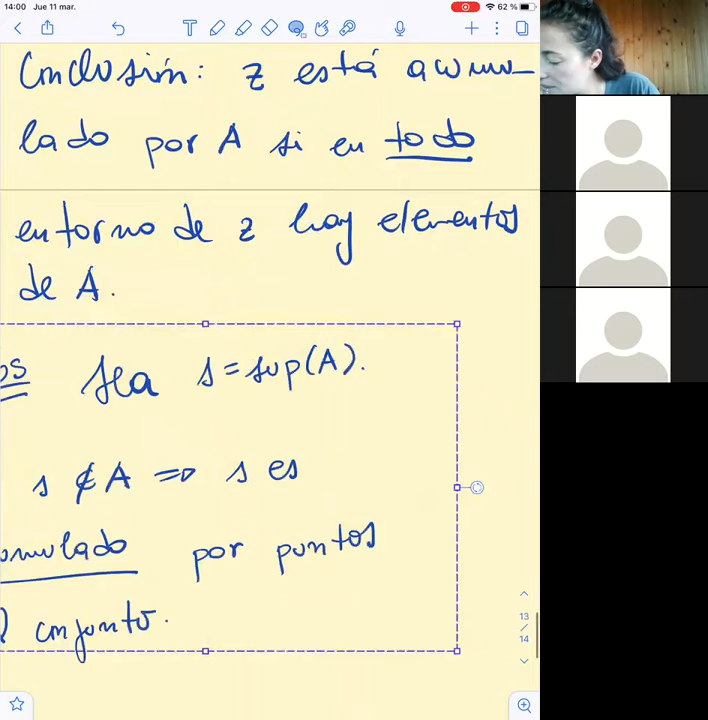 14:00 Jue 11 mar.
62 %
T
Conclusión: z está acumu-
lado por A si en todo
entorno de z hay elementos
de A.
os sea s = sup(A).
s ∉ A ⇒ s es
mulado por puntos
conjunto.
13
/
14